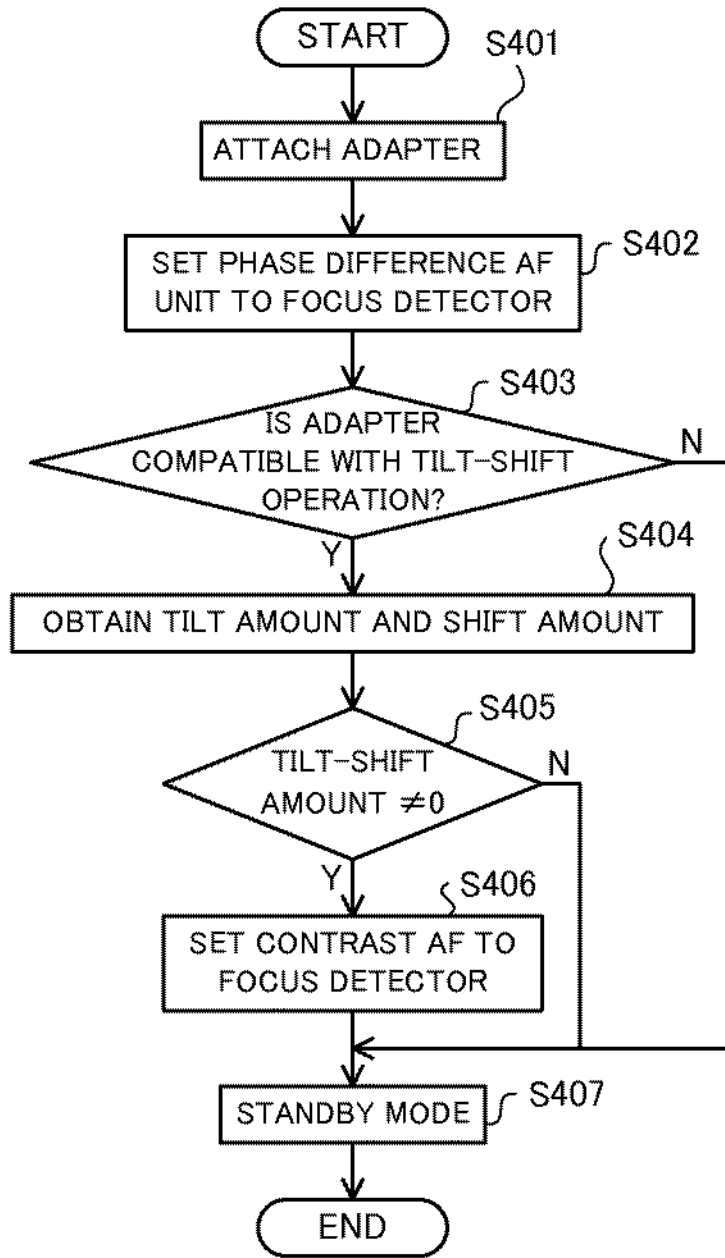 START
S401
ATTACH ADAPTER
S402
SET PHASE DIFFERENCE AF
UNIT TO FOCUS DETECTOR
S403
IS ADAPTER
COMPATIBLE WITH TILT-SHIFT
OPERATION?
N
Y
S404
OBTAIN TILT AMOUNT AND SHIFT AMOUNT
S405
TILT-SHIFT
AMOUNT ≠0
N
Y
S406
SET CONTRAST AF TO
FOCUS DETECTOR
S407
STANDBY MODE
END